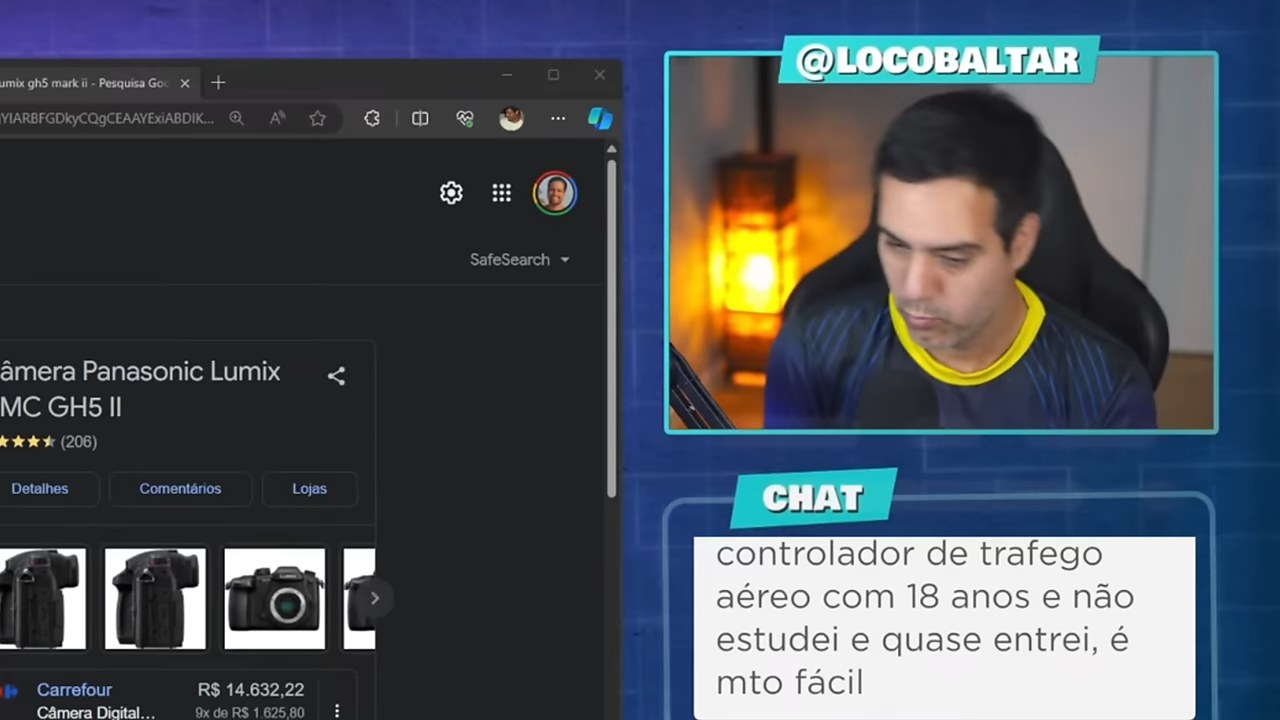 umix gh5 mark ii - Pesquisa Goo
YIARBFGDkyCQgCEAAYExiABDIK...
SafeSearch
âmera Panasonic Lumix
MC GH5 II
(206)
Detalhes
Comentários
Lojas
Carrefour
R$ 14.632,22
Câmera Digital...
9x de R$ 1.625,80
@LOCOBALTAR
CHAT
controlador de trafego
aéreo com 18 anos e não
estudei e quase entrei, é
mto fácil